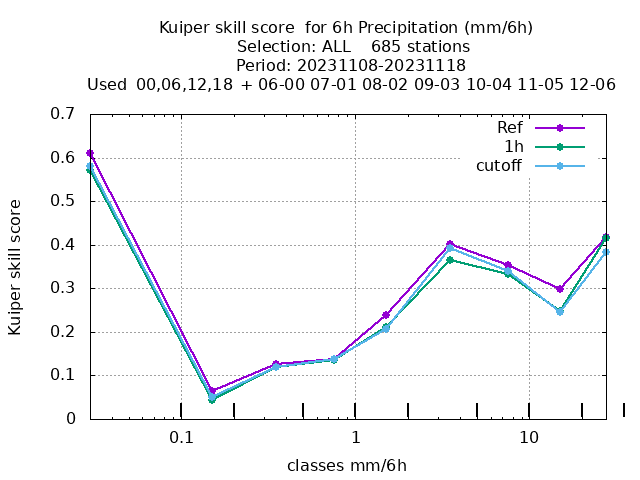 Kuiper skill score  for 6h Precipitation (mm/6h)
Selection: ALL    685 stations
Period: 20231108-20231118
Used  00,06,12,18  + 06-00 07-01 08-02 09-03 10-04 11-05 12-06
Ref
1h
cutoff
0.7
0.6
0.5
0.4
0.3
0.2
0.1
0
Kuiper skill score
0.1
1
10
classes mm/6h